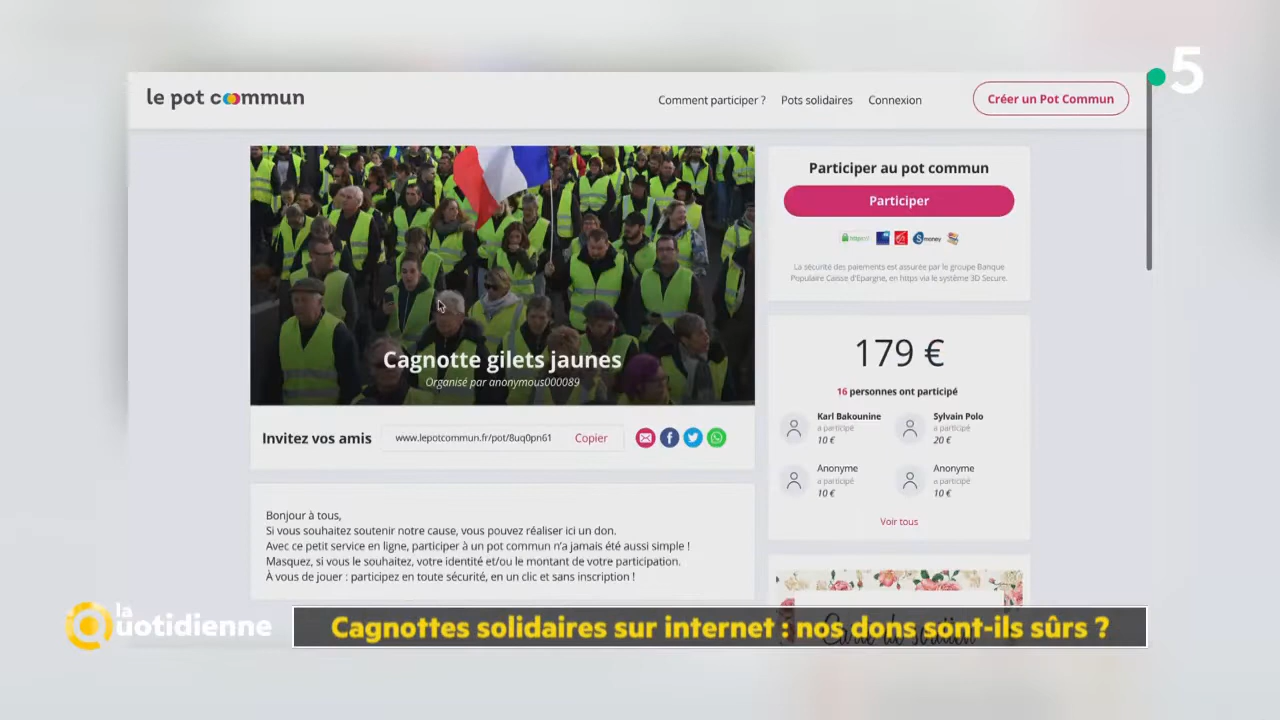 5
le pot commun
Comment participer ? Pots solidaires Connexion
Créer un Pot Commun
Cagnotte gilets jaunes
Organisé par anonymous000089
Invitez vos amis
www.lepotcommun.fr/pot/8uq0pn61
Copier
Bonjour à tous,
Si vous souhaitez soutenir notre cause, vous pouvez réaliser ici un don.
Avec ce petit service en ligne, participer à un pot commun n'a jamais été aussi simple !
Masquez, si vous le souhaitez, votre identité et/ou le montant de votre participation.
À vous de jouer : participez en toute sécurité, en un clic et sans inscription !
Participer au pot commun
Participer
https://
S money
La sécurité des paiements est assurée par le groupe Banque
Populaire Caisse d'Epargne, en https via le système 3D Secure.
179 €
16 personnes ont participé
Karl Bakounine
a participé
10 €
Sylvain Polo
a participé
20 €
Anonyme
a participé
10 €
Anonyme
a participé
10 €
Voir tous
la Quotidienne
Cagnottes solidaires sur internet : nos dons sont-ils sûrs ?